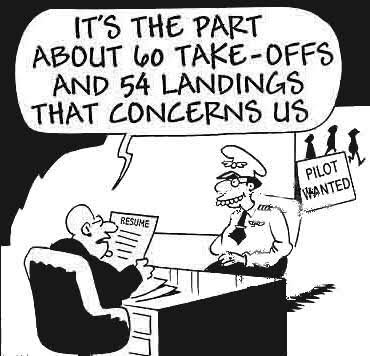 IT'S THE PART
ABOUT 60 TAKE-OFFS
AND 54 LANDINGS
THAT CONCERNS US
PILOT
WANTED
RESUME